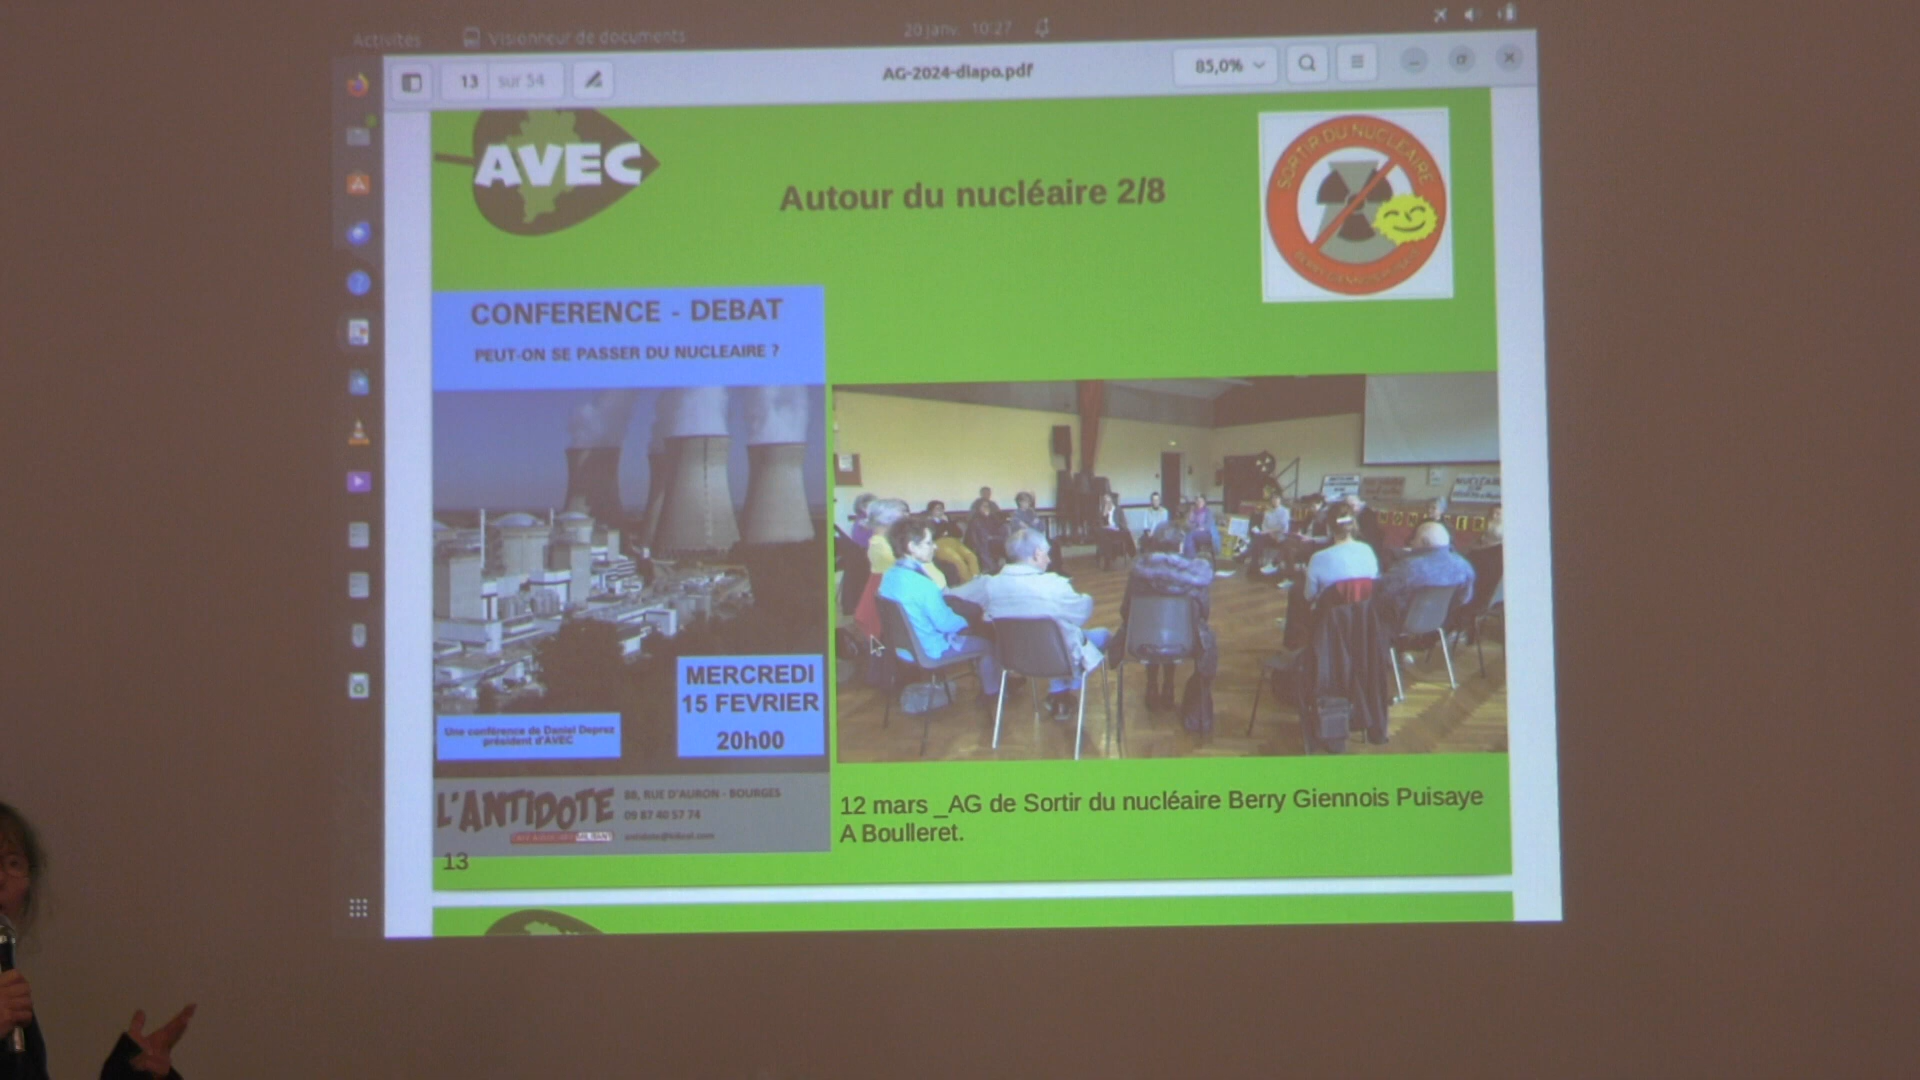 Activités
Visionneur de documents
20 janv. 10:27
13 sur 54
AG-2024-diapo.pdf
85,0%
AVEC
Autour du nucléaire 2/8
SORTIR DU NUCLÉAIRE
CONFERENCE - DEBAT
PEUT-ON SE PASSER DU NUCLEAIRE ?
MERCREDI
15 FEVRIER
20h00
Une conférence de Daniel Deprez
président d'AVEC
L'ANTIDOTE
88, RUE D'AURON - BOURGES
09 87 40 57 74
12 mars _AG de Sortir du nucléaire Berry Giennois Puisaye
A Boulleret.
13